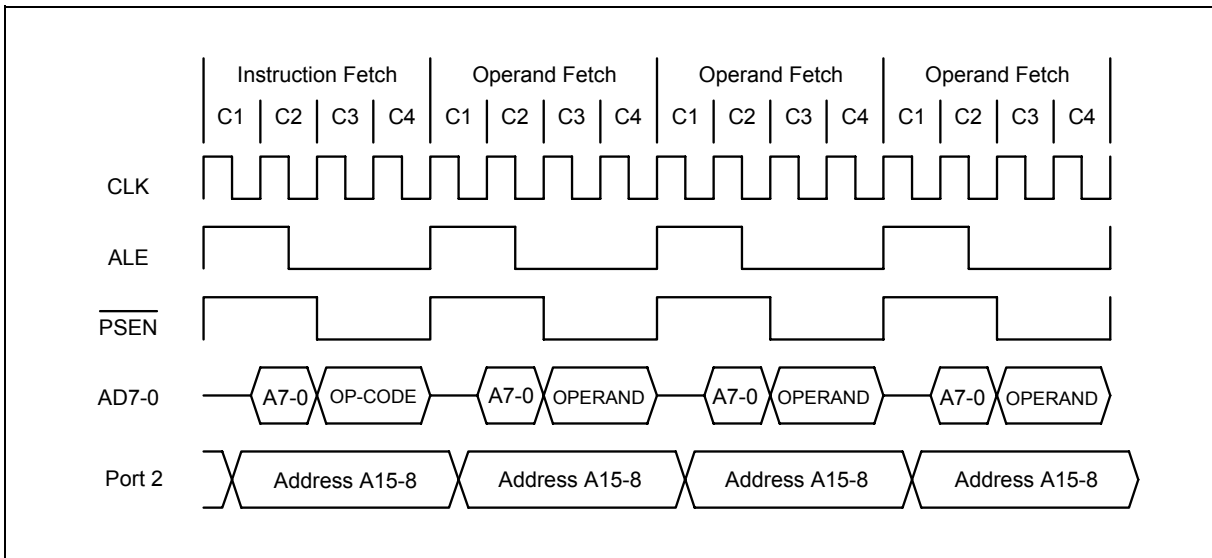 Instruction Fetch Operand Fetch Operand Fetch Operand Fetch
C1 C2 C3 C4 C1 C2 C3 C4 C1 C2 C3 C4 C1 C2 C3 C4
CLK
ALE
PSEN
AD7-0 A7-0 OP-CODE A7-0 OPERAND A7-0 OPERAND A7-0 OPERAND
Port 2 Address A15-8 Address A15-8 Address A15-8 Address A15-8